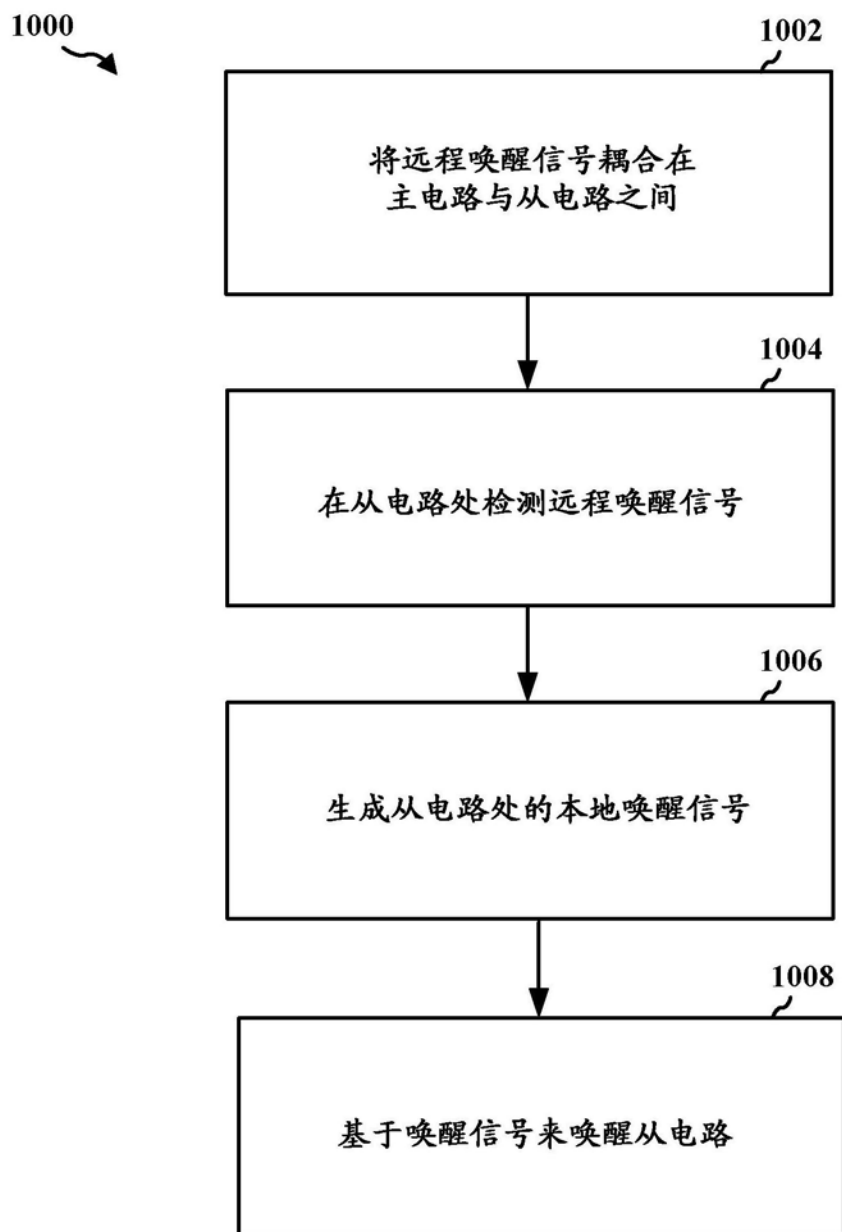 1000
1002
将远程唤醒信号耦合在
主电路与从电路之间
1004
在从电路处检测远程唤醒信号
1006
生成从电路处的本地唤醒信号
1008
基于唤醒信号来唤醒从电路